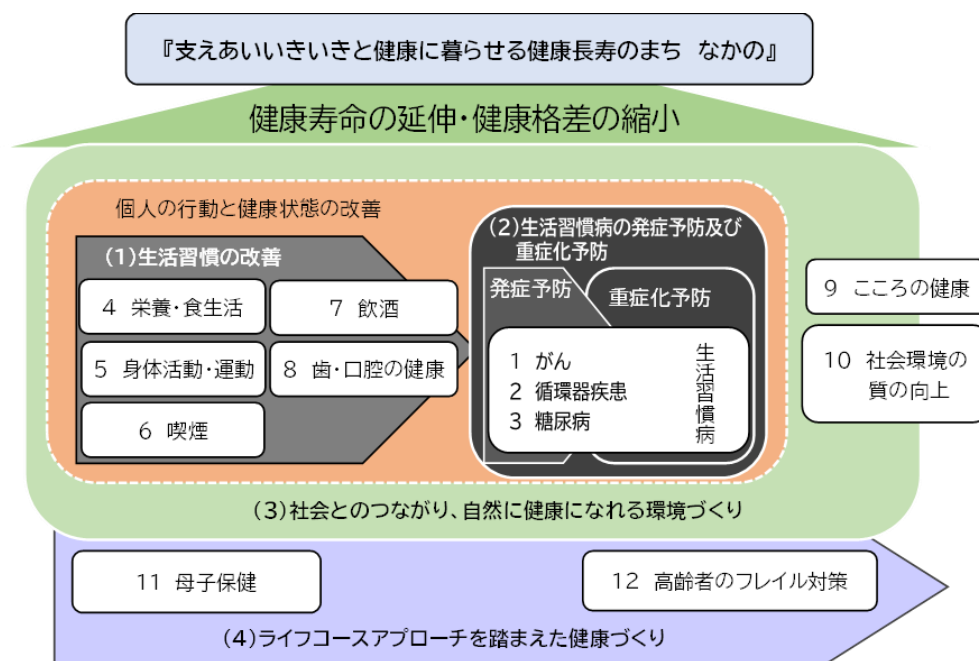 『支えあいいきいきと健康に暮らせる健康長寿のまち なかの』
健康寿命の延伸・健康格差の縮小
個人の行動と健康状態の改善
(1)生活習慣の改善
4 栄養・食生活
5 身体活動・運動
6 喫煙
7 飲酒
8 歯・口腔の健康
(2)生活習慣病の発症予防及び
重症化予防
発症予防
重症化予防
1 がん
2 循環器疾患
3 糖尿病
生活習慣病
9 こころの健康
10 社会環境の
質の向上
(3)社会とのつながり、自然に健康になれる環境づくり
11 母子保健
12 高齢者のフレイル対策
(4)ライフコースアプローチを踏まえた健康づくり